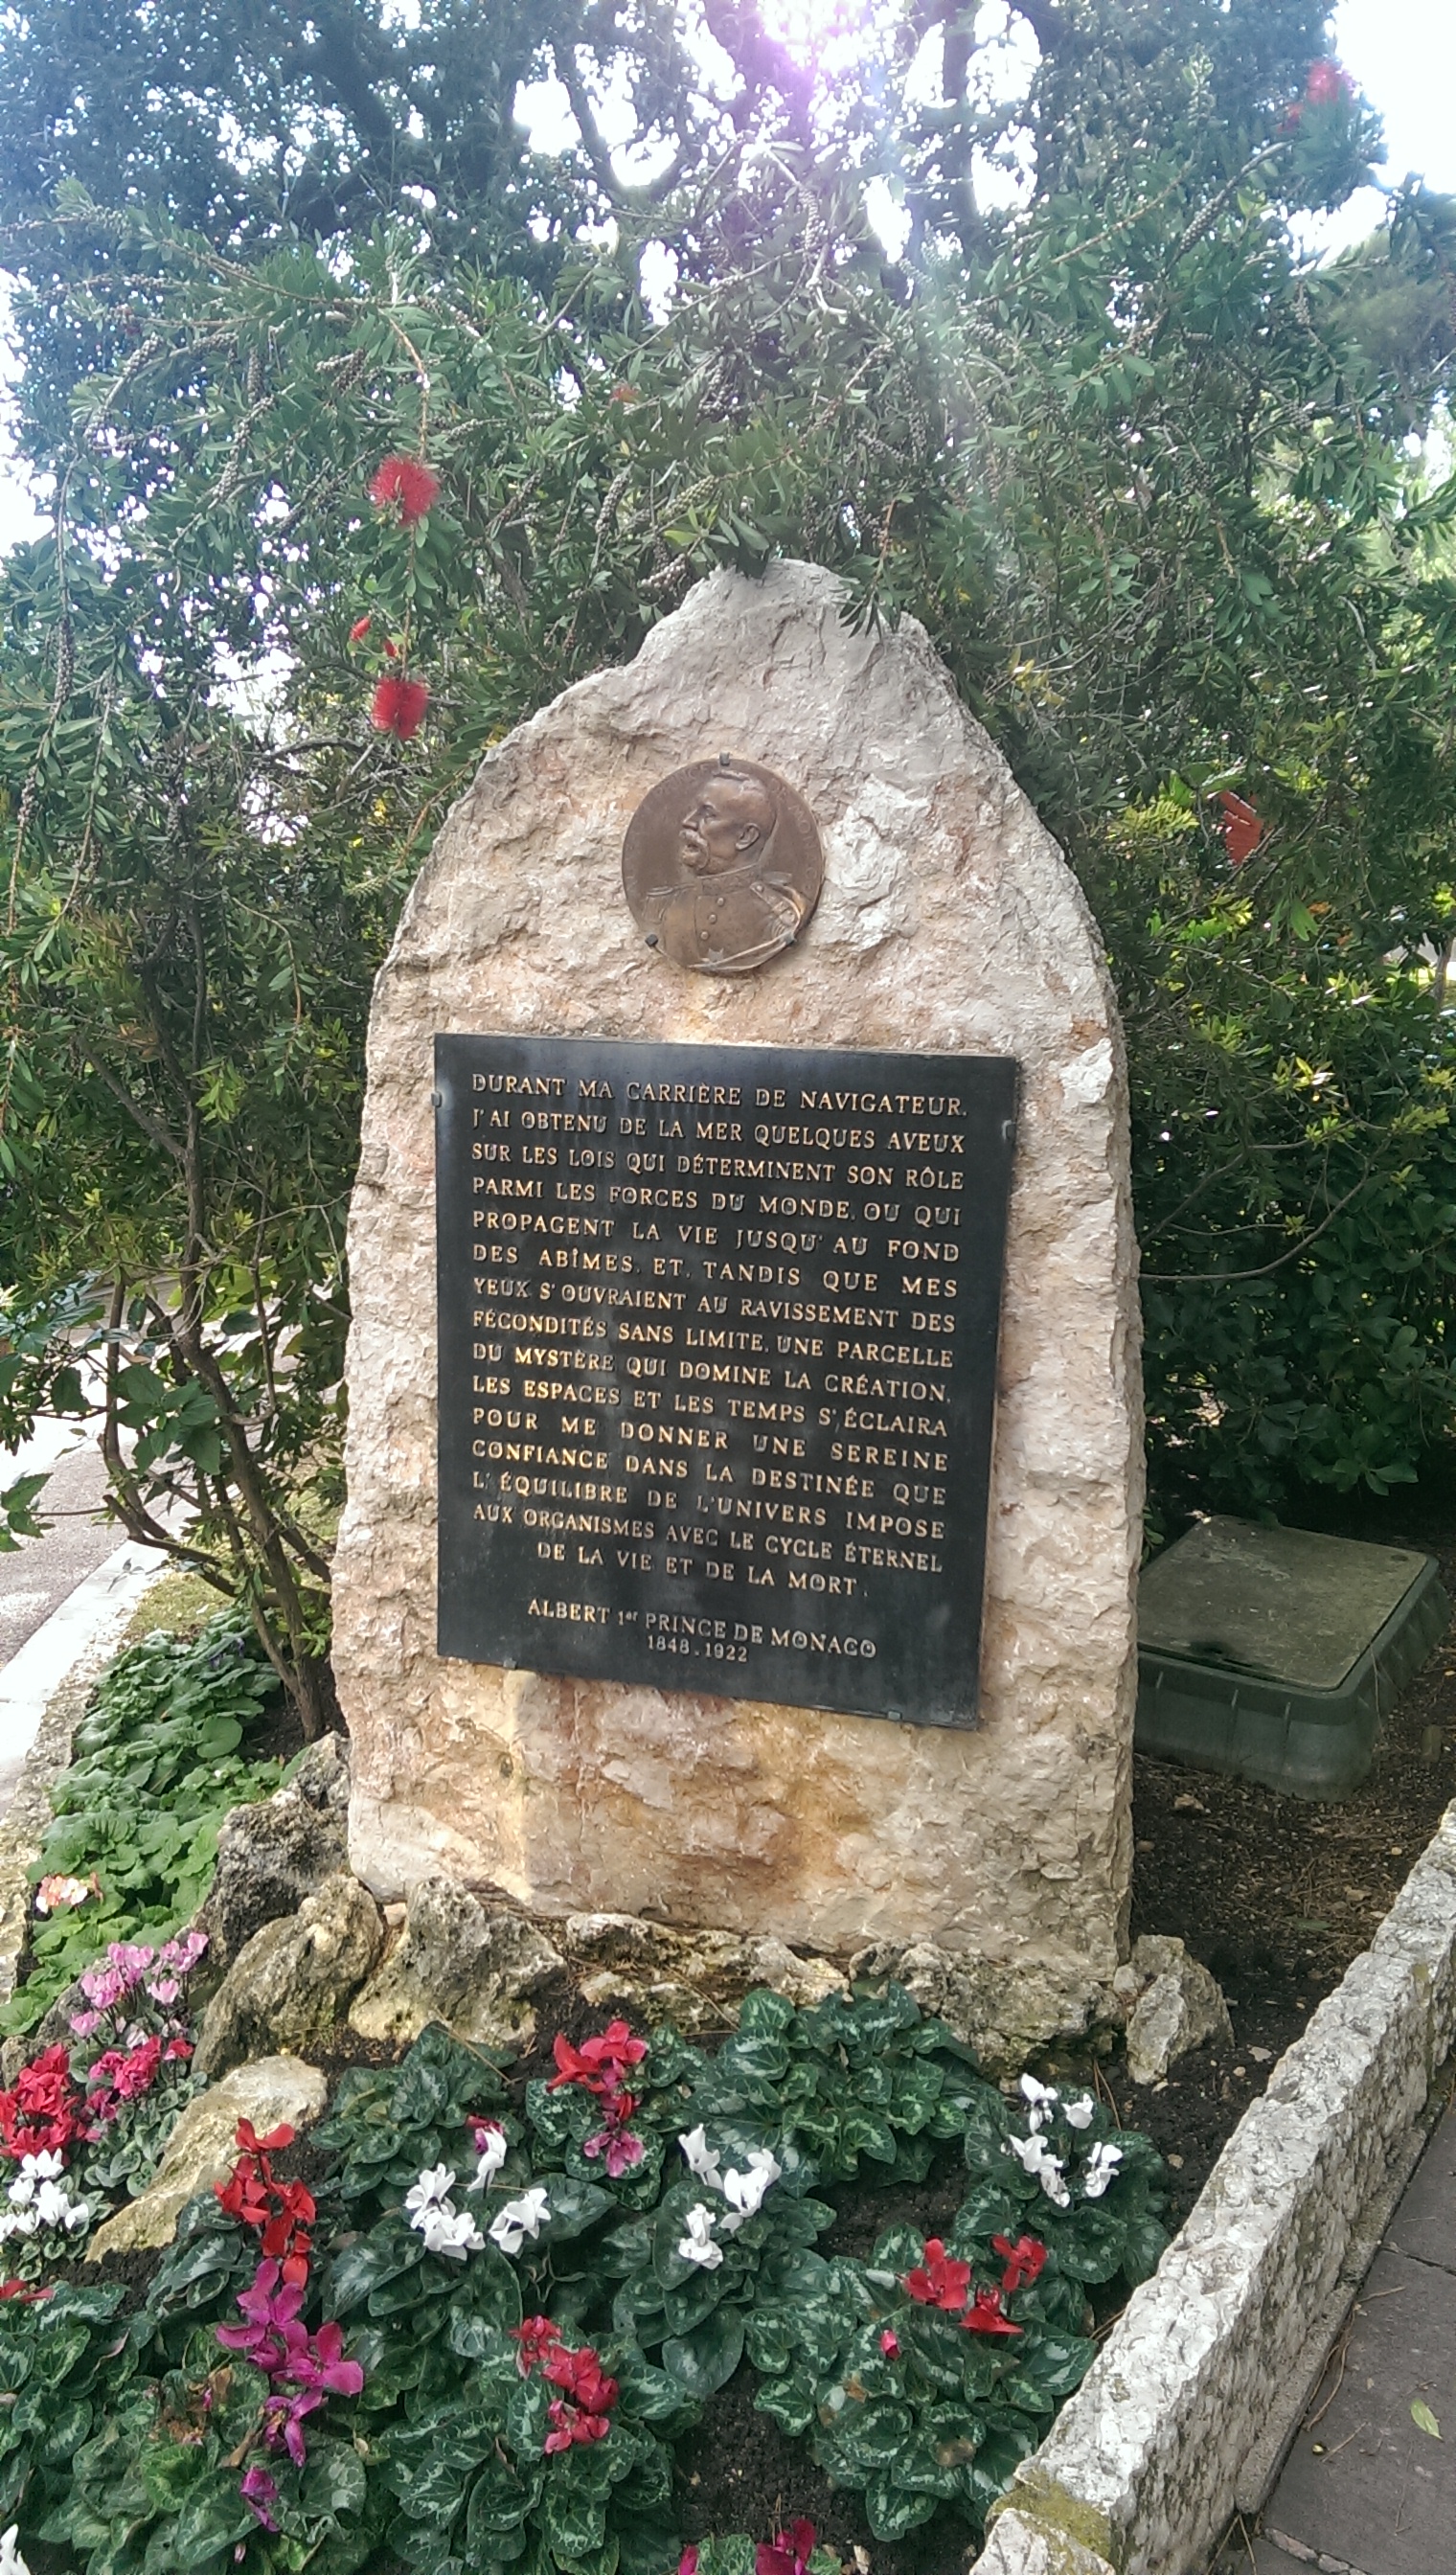 DURANT MA CARRIÈRE DE NAVIGATEUR,
J'AI OBTENU DE LA MER QUELQUES AVEUX
SUR LES LOIS QUI DÉTERMINENT SON RÔLE
PARMI LES FORCES DU MONDE, OU QUI
PROPAGENT LA VIE JUSQU'AU FOND
DES ABÎMES, ET, TANDIS QUE MES
YEUX S'OUVRAIENT AU RAVISSEMENT DES
FÉCONDITÉS SANS LIMITE, UNE PARCELLE
DU MYSTÈRE QUI DOMINE LA CRÉATION,
LES ESPACES ET LES TEMPS S'ÉCLAIRA
POUR ME DONNER UNE SEREINE
CONFIANCE DANS LA DESTINÉE QUE
L'ÉQUILIBRE DE L'UNIVERS IMPOSE
AUX ORGANISMES AVEC LE CYCLE ÉTERNEL
DE LA VIE ET DE LA MORT.
ALBERT 1er PRINCE DE MONACO
1848.1922